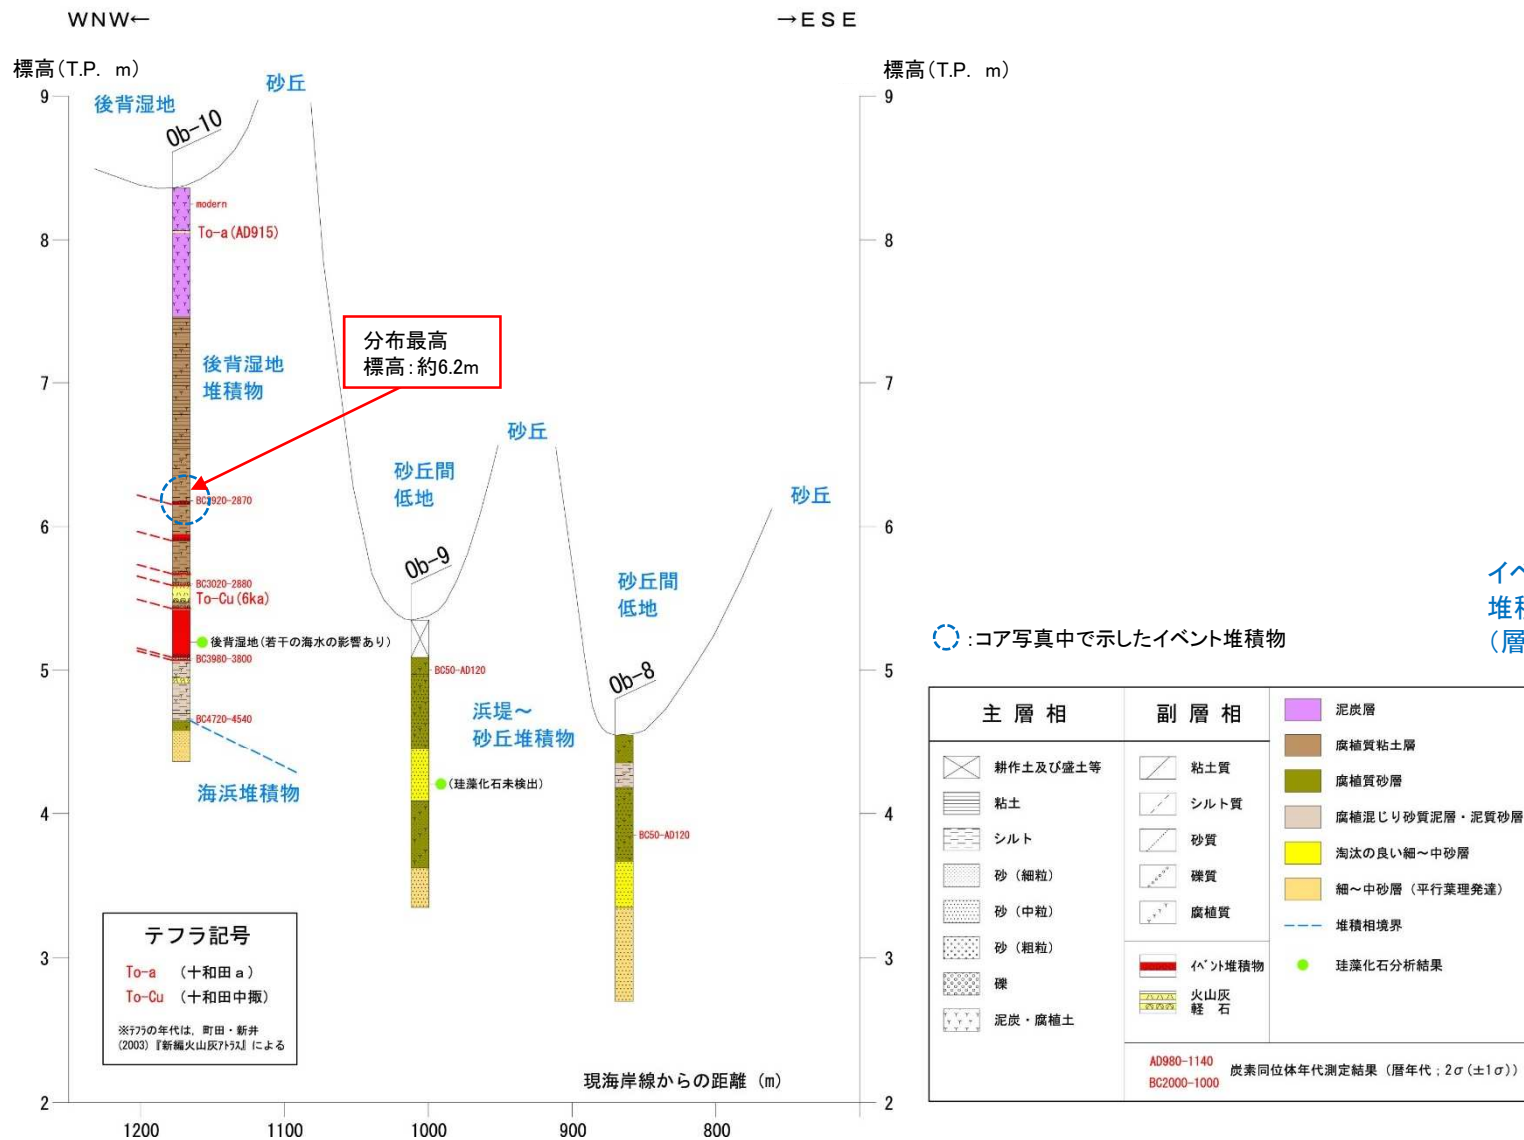 WNW←
→ESE
標高(T.P. m)
標高(T.P. m)
9
8
7
6
5
4
3
2
9
8
7
6
5
4
3
2
後背湿地
砂丘
Ob-10
modern
To-a(AD915)
後背湿地
堆積物
分布最高
標高:約6.2m
砂丘
砂丘間
低地
砂丘
Ob-9
砂丘間
低地
Ob-8
BC3020-2880
To-Cu(6ka)
後背湿地(若干の海水の影響あり)
BC3980-3800
BC4720-4540
海浜堆積物
BC50-AD120
浜堤~
砂丘堆積物
(珪藻化石未検出)
BC50-AD120
テフラ記号
To-a (十和田a)
To-Cu (十和田中掫)
※テフラの年代は, 町田・新井
(2003)『新編火山灰アトラス』による
現海岸線からの距離 (m)
1200
1100
1000
900
800
:コア写真中で示したイベント堆積物
(層
主 層 相
耕作土及び盛土等
粘土
シルト
砂 (細粒)
砂 (中粒)
砂 (粗粒)
礫
泥炭・腐植土
副 層 相
粘土質
シルト質
砂質
礫質
腐植質
イベント堆積物
火山灰
軽 石
泥炭層
腐植質粘土層
腐植質砂層
腐植混じり砂質泥層・泥質砂層
淘汰の良い細~中砂層
細~中砂層 (平行葉理発達)
堆積相境界
珪藻化石分析結果
AD980-1140
BC2000-1000
炭素同位体年代測定結果 (暦年代;2σ(±1σ))